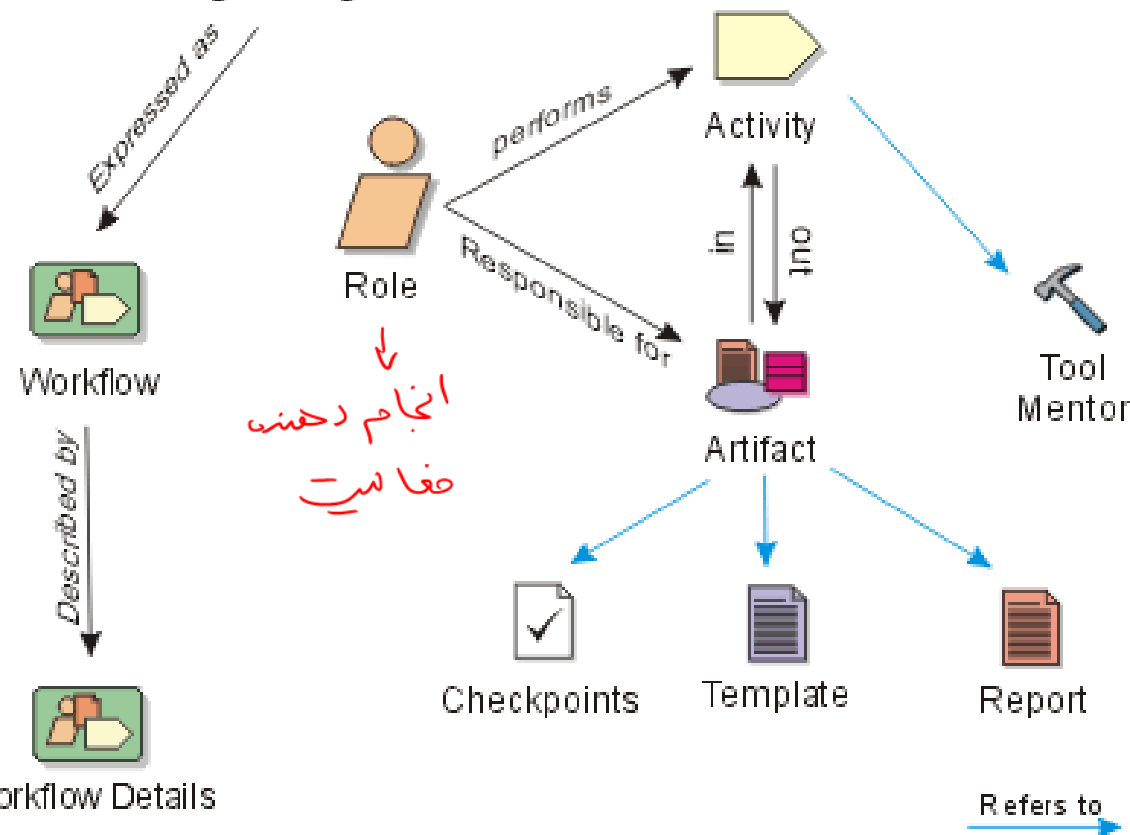 Expressed as
performs
Activity
in
out
Role
Responsible for
انجام دهنده
فعالیت
Workflow
Tool
Mentor
Artifact
Described by
Checkpoints
Template
Report
orkflow Details
Refers to